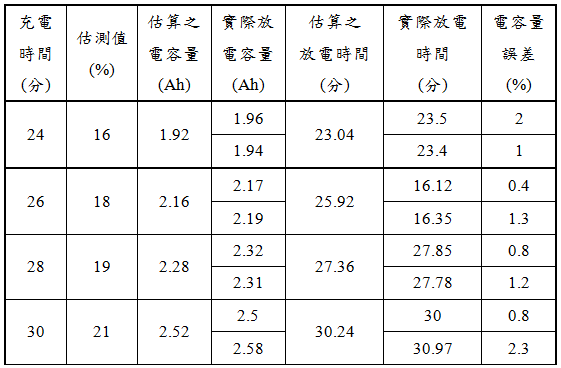 充電時間(分) 估測值(%) 估算之電容量(Ah) 實際放電容量(Ah) 估算之放電時間(分) 實際放電時間(分) 電容量誤差(%)
24 16 1.92 1.96 23.04 23.5 2
1.94 23.4 1
26 18 2.16 2.17 25.92 16.12 0.4
2.19 16.35 1.3
28 19 2.28 2.32 27.36 27.85 0.8
2.31 27.78 1.2
30 21 2.52 2.5 30.24 30 0.8
2.58 30.97 2.3